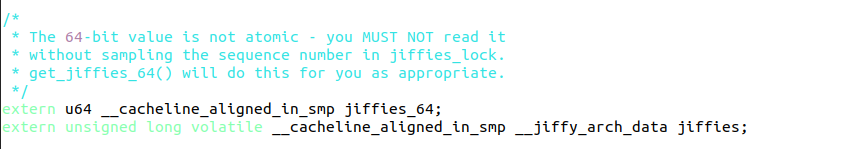 /*
 * The 64-bit value is not atomic - you MUST NOT read it
 * without sampling the sequence number in jiffies_lock.
 * get_jiffies_64() will do this for you as appropriate.
 */
extern u64 __cacheline_aligned_in_smp jiffies_64;
extern unsigned long volatile __cacheline_aligned_in_smp __jiffy_arch_data jiffies;